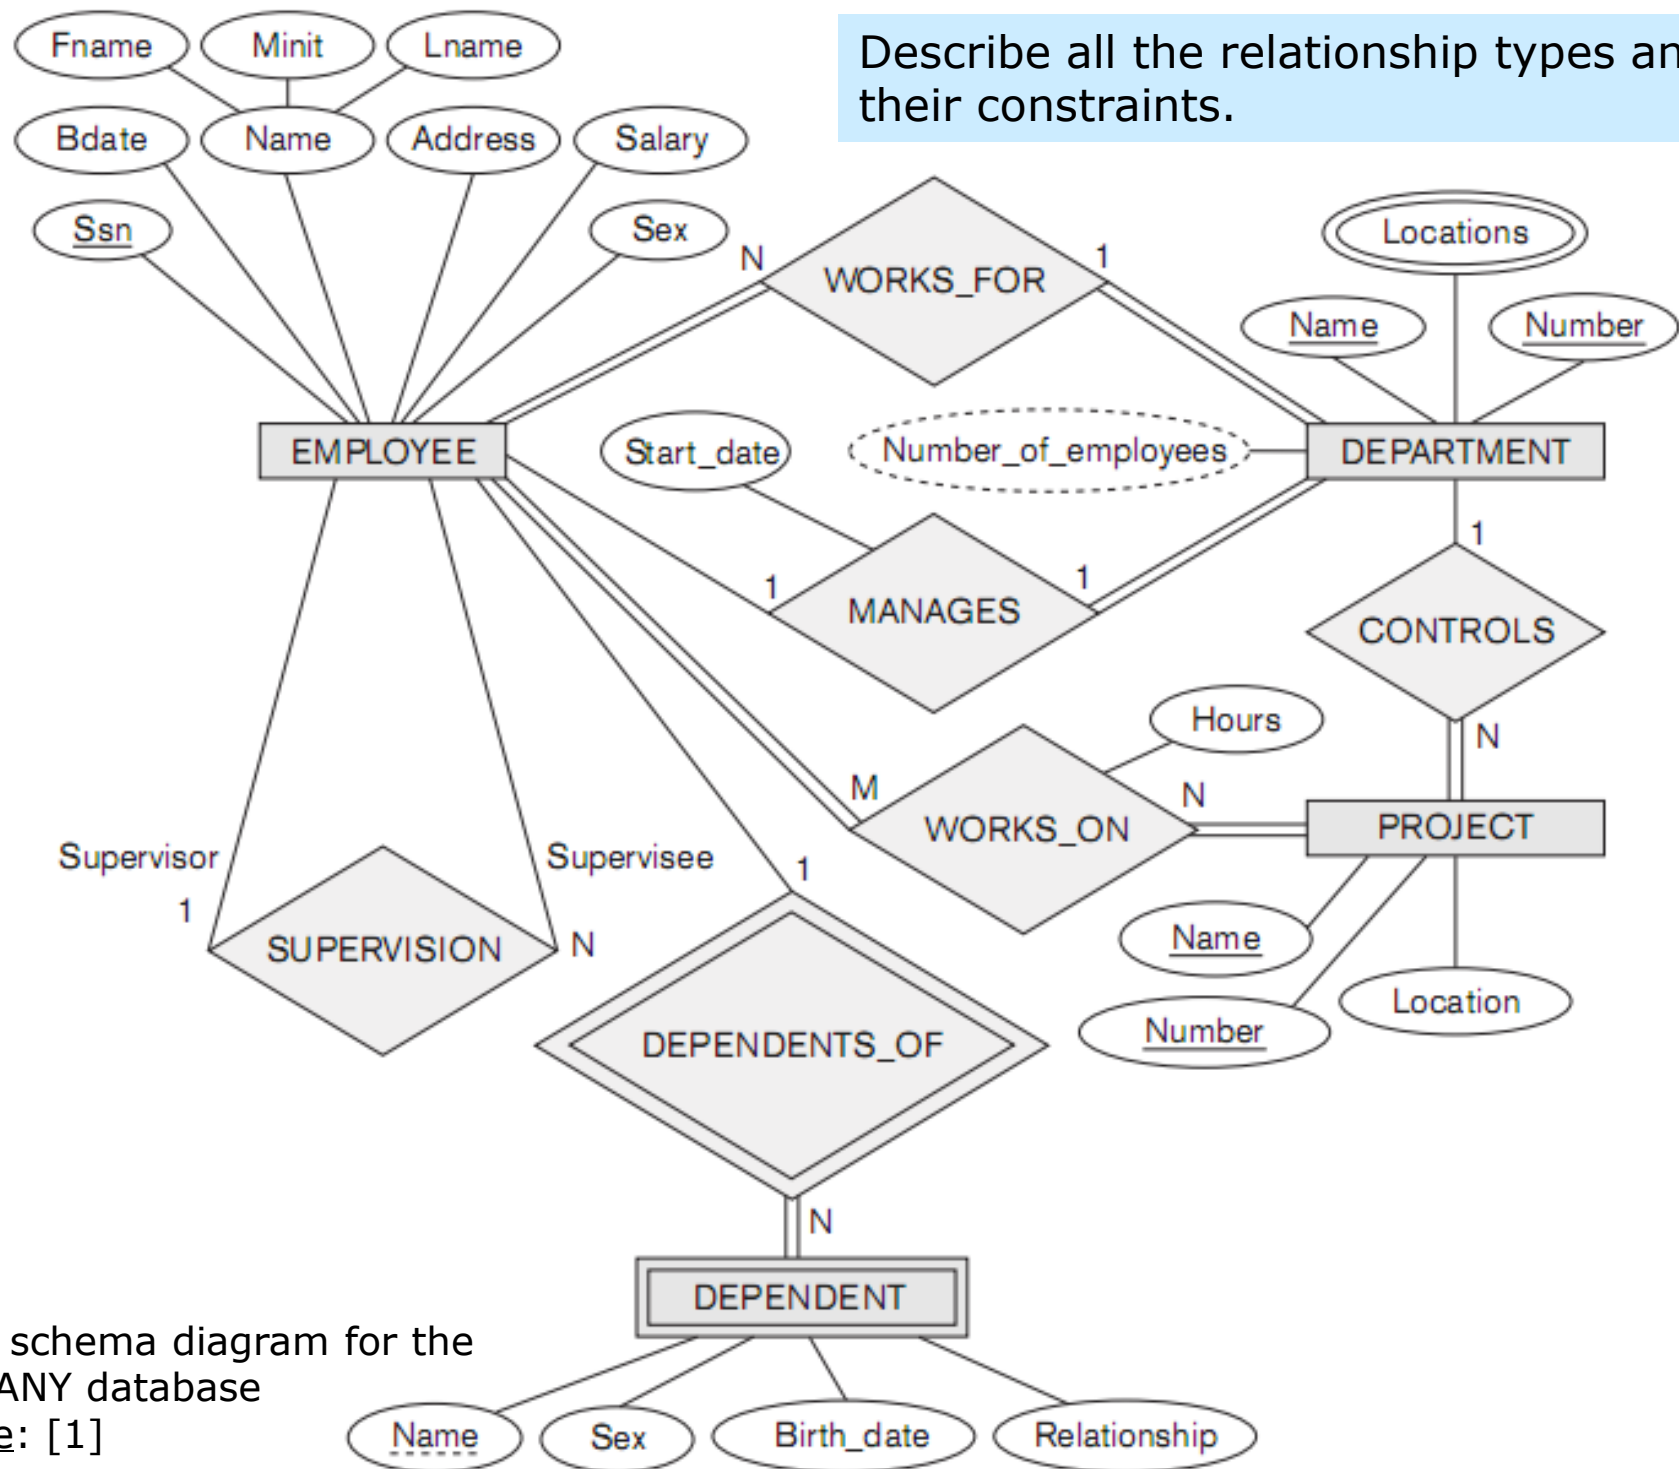 Fname
Minit
Lname
Describe all the relationship types an
their constraints.
Bdate
Name
Address
Salary
Ssn
Sex
N
WORKS_FOR
1
Locations
Name
Number
EMPLOYEE
Start_date
Number_of_employees
DEPARTMENT
1
MANAGES
1
1
CONTROLS
N
Hours
M
WORKS_ON
N
PROJECT
Supervisor
1
SUPERVISION
Supervisee
N
1
Name
Number
Location
DEPENDENTS_OF
N
DEPENDENT
schema diagram for the
ANY database
e: [1]
Name
Sex
Birth_date
Relationship